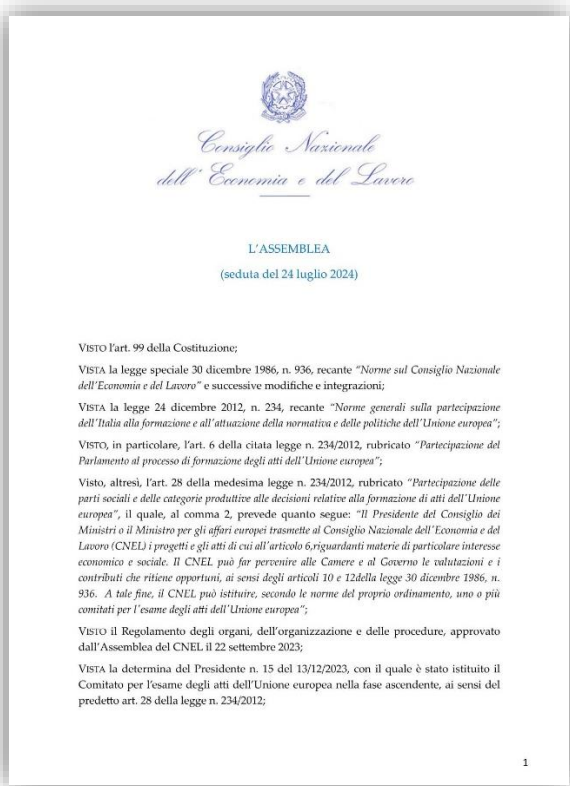 Consiglio Nazionale
dell' Economia e del Lavoro
L'ASSEMBLEA
(seduta del 24 luglio 2024)
VISTO l'art. 99 della Costituzione;
VISTA la legge speciale 30 dicembre 1986, n. 936, recante “Norme sul Consiglio Nazionale
dell'Economia e del Lavoro” e successive modifiche e integrazioni;
VISTA la legge 24 dicembre 2012, n. 234, recante “Norme generali sulla partecipazione
dell'Italia alla formazione e all'attuazione della normativa e delle politiche dell'Unione europea”;
VISTO, in particolare, l'art. 6 della citata legge n. 234/2012, rubricato “Partecipazione del
Parlamento al processo di formazione degli atti dell'Unione europea”;
Visto, altresì, l'art. 28 della medesima legge n. 234/2012, rubricato “Partecipazione delle
parti sociali e delle categorie produttive alle decisioni relative alla formazione di atti dell'Unione
europea”, il quale, al comma 2, prevede quanto segue: “Il Presidente del Consiglio dei
Ministri o il Ministro per gli affari europei trasmette al Consiglio Nazionale dell'Economia e del
Lavoro (CNEL) i progetti e gli atti di cui all'articolo 6,riguardanti materie di particolare interesse
economico e sociale. Il CNEL può far pervenire alle Camere e al Governo le valutazioni e i
contributi che ritiene opportuni, ai sensi degli articoli 10 e 12della legge 30 dicembre 1986, n.
936. A tale fine, il CNEL può istituire, secondo le norme del proprio ordinamento, uno o più
comitati per l'esame degli atti dell'Unione europea”;
VISTO il Regolamento degli organi, dell'organizzazione e delle procedure, approvato
dall'Assemblea del CNEL il 22 settembre 2023;
VISTA la determina del Presidente n. 15 del 13/12/2023, con il quale è stato istituito il
Comitato per l'esame degli atti dell'Unione europea nella fase ascendente, ai sensi del
predetto art. 28 della legge n. 234/2012;
1